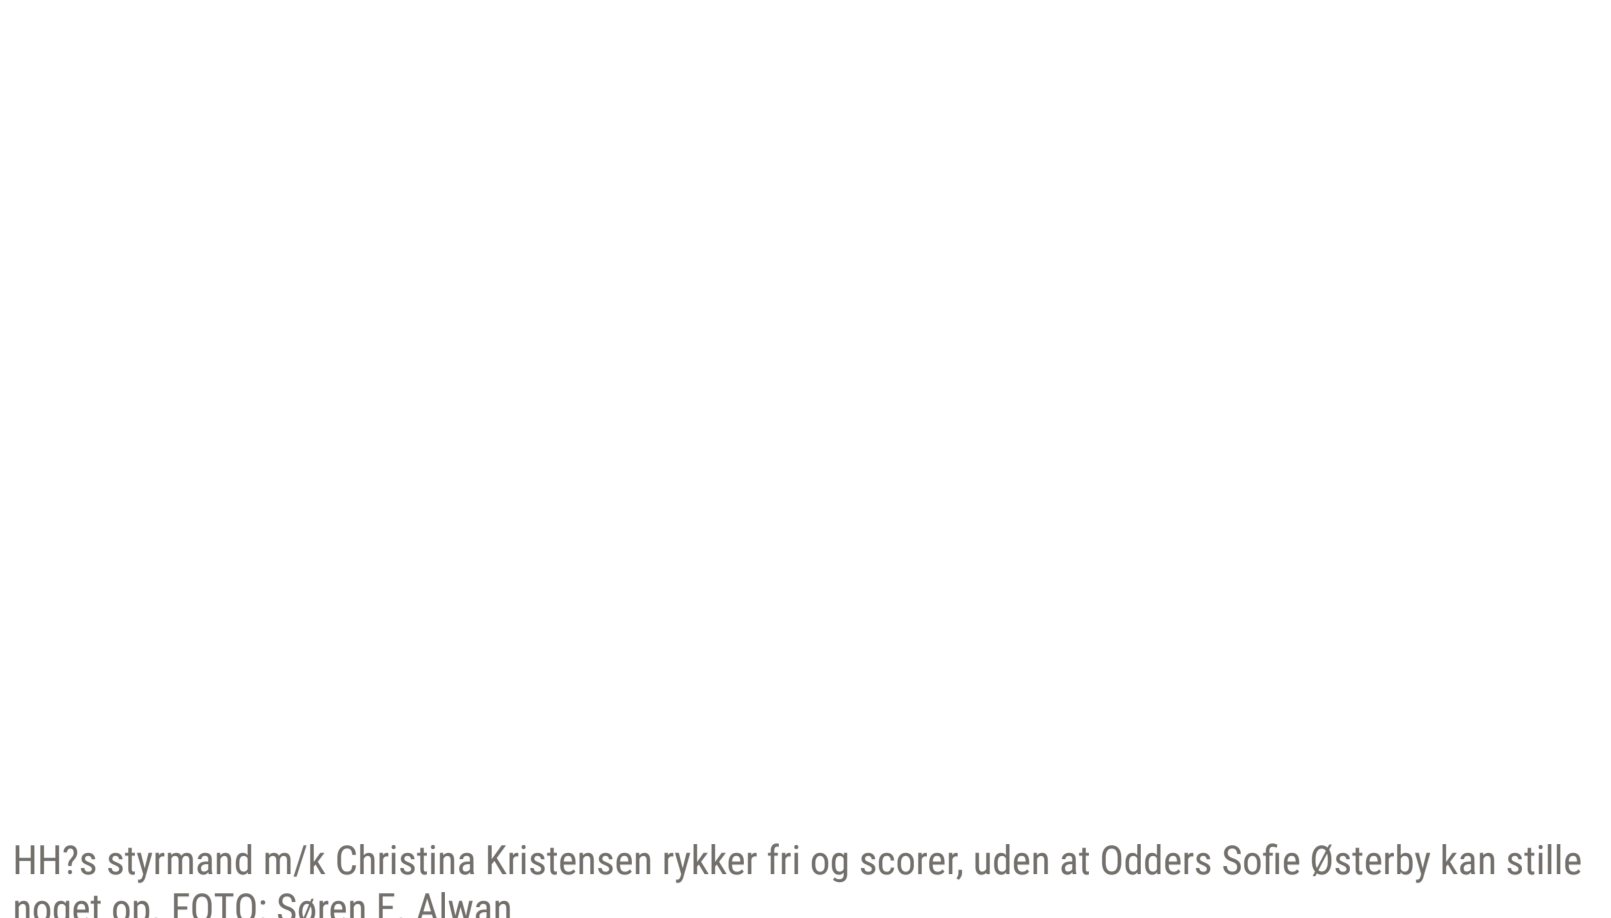 HH?s styrmand m/k Christina Kristensen rykker fri og scorer, uden at Odders Sofie Østerby kan stille
noget op. FOTO: Søren E. Alwan